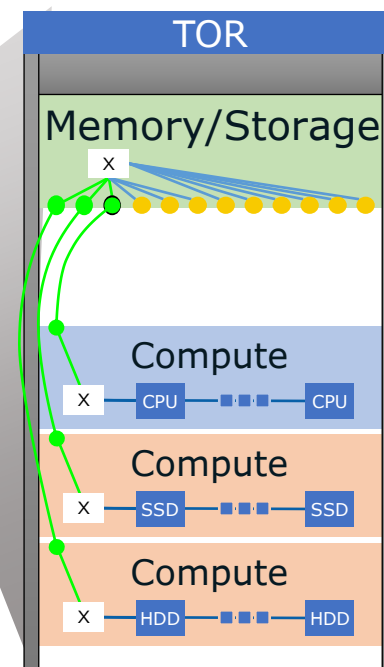 TOR
Memory/Storage
X
Compute
X CPU CPU
Compute
X SSD SSD
Compute
X HDD HDD